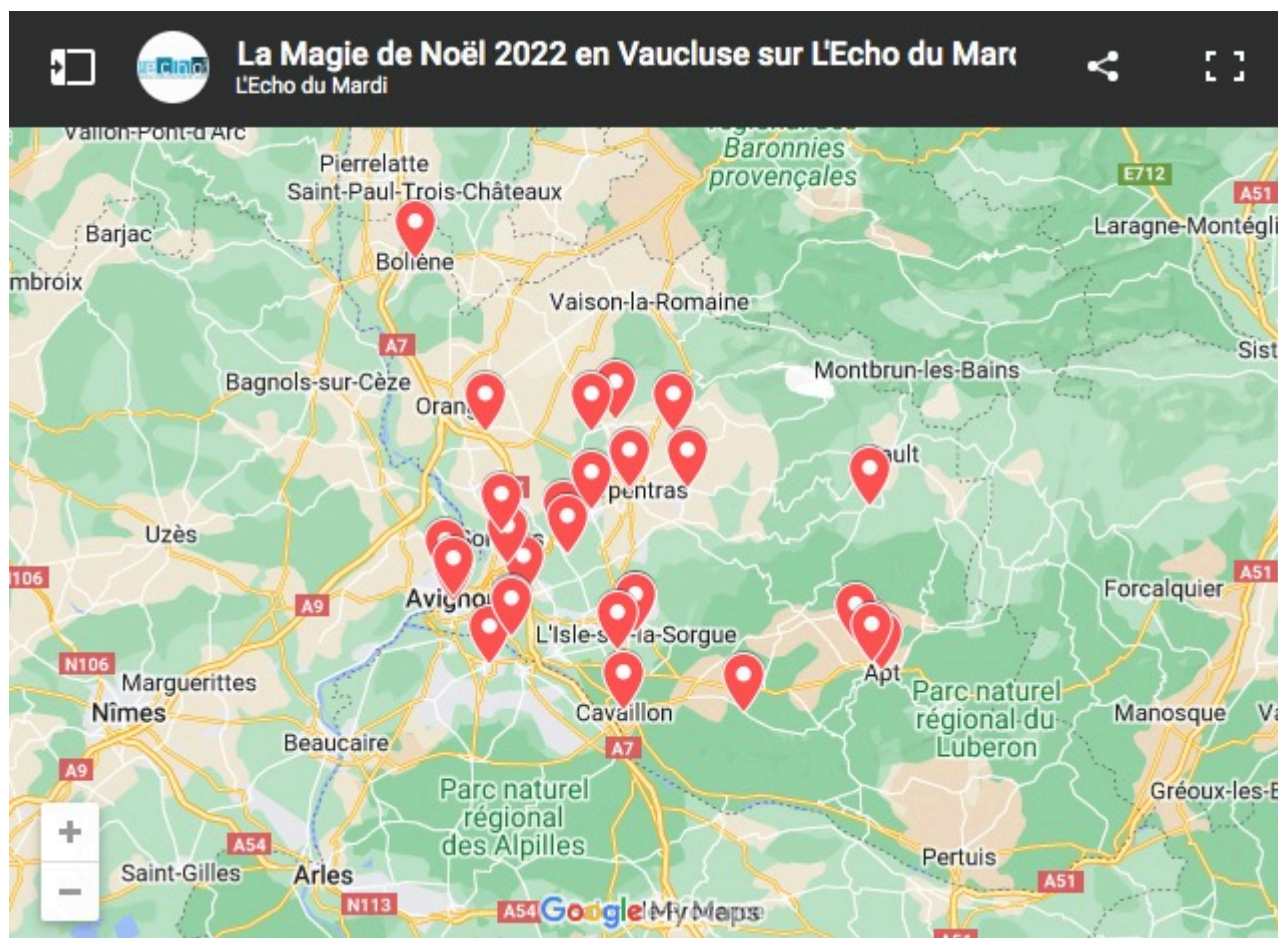 La Magie de Noël 2022 en Vaucluse sur L'Echo du Mar
L'Echo du Mardi
echo
Vallon-Pont-d'Arc
Pierrelatte
Saint-Paul-Trois-Châteaux
Baronnies
provençales
E712
A51
Barjac
Laragne-Montégli
Bollène
mbroix
Vaison-la-Romaine
A7
Sist
Bagnols-sur-Cèze
Montbrun-les-Bains
Orang
ault
pentras
Uzès
106
A9
Avigno
A51
Forcalquier
L'Isle-s
la-Sorgue
N106
Marguerittes
Apt
Parc naturel
régional du
Luberon
Nîmes
Cavaillon
Manosque
Va
Beaucaire
A7
A9
Parc naturel
régional
des Alpilles
Gréoux-les-B
+
A54
Pertuis
−
Saint-Gilles
Arles
A51
N113
A54
Google My Maps
A51